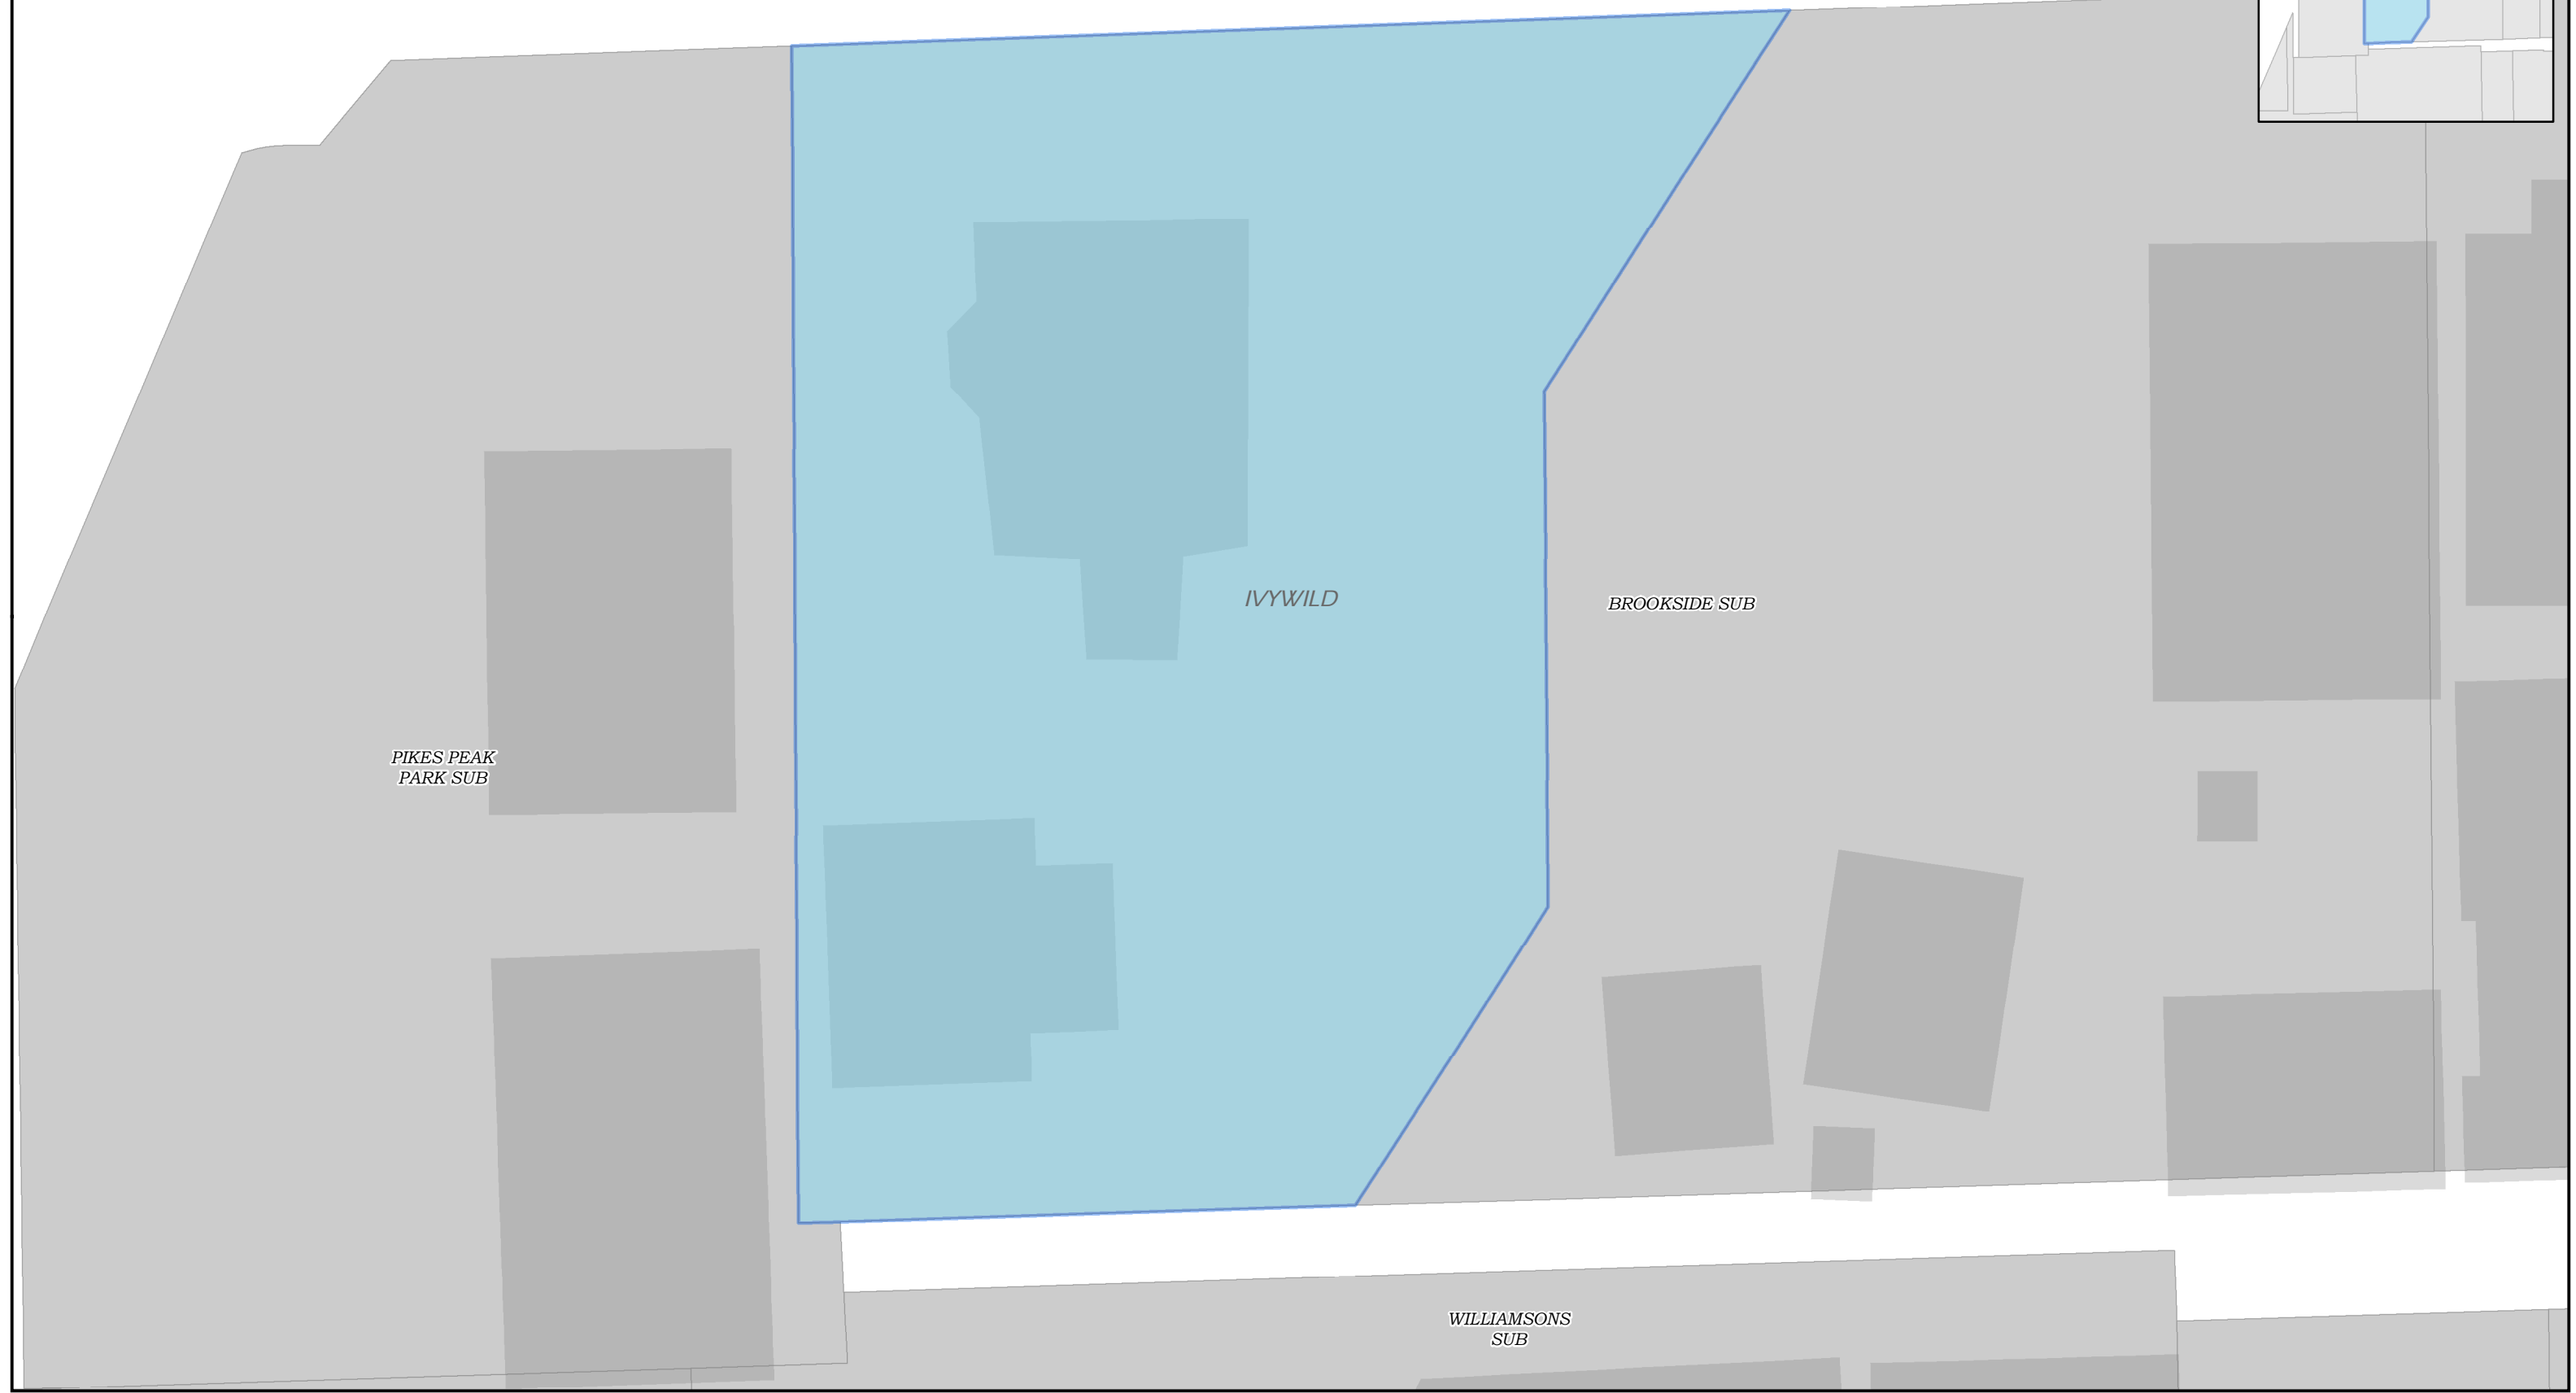 IVYWILD
BROOKSIDE SUB
PIKES PEAK
PARK SUB
WILLIAMSONS
SUB